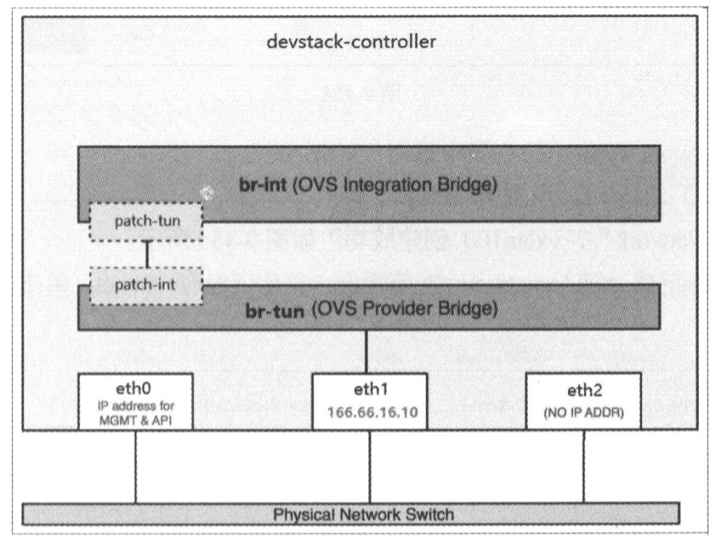 devstack-controller
br-int (OVS Integration Bridge)
patch-tun
patch-int
br-tun (OVS Provider Bridge)
eth0
IP address for
MGMT & API
eth1
166.66.16.10
eth2
(NO IP ADDR)
Physical Network Switch